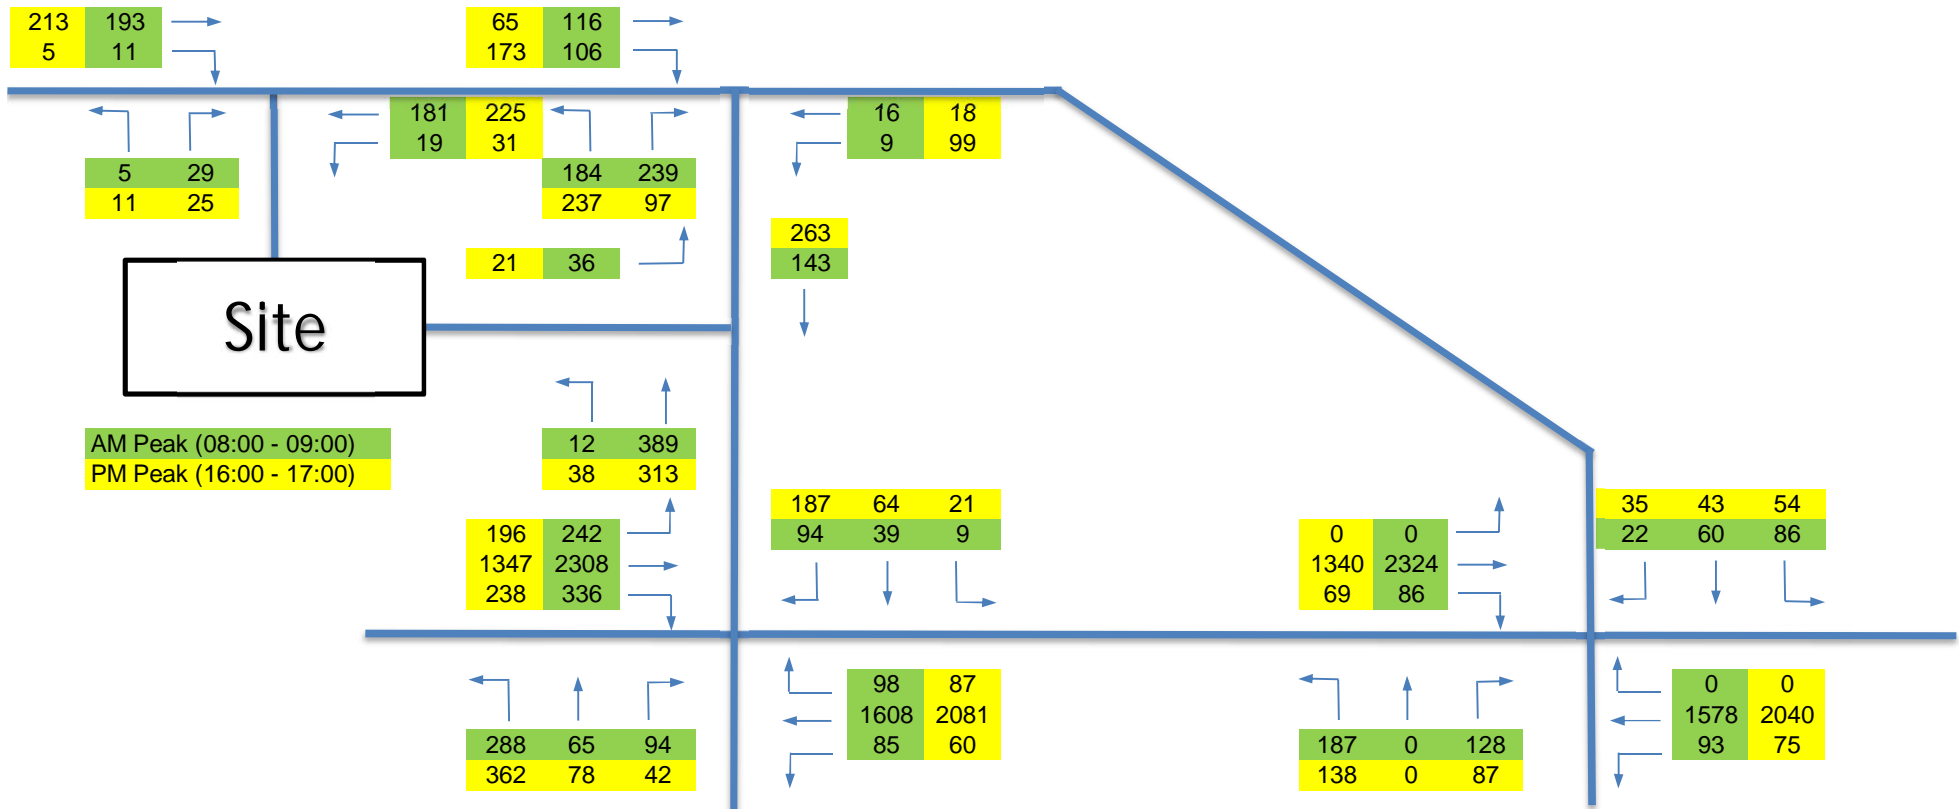 213 193 65 116
5 11 173 106
181 225 16 18
19 31 9 99
5 29 184 239
11 25 237 97
263
21 36 143
Site
AM Peak (08:00 - 09:00) 12 389
PM Peak (16:00 - 17:00) 38 313
187 64 21 35 43 54
196 242 94 39 9 0 0 22 60 86
1347 2308 1340 2324
238 336 69 86
98 87 0 0
1608 2081 1578 2040
288 65 94 85 60 187 0 128 93 75
362 78 42 138 0 87